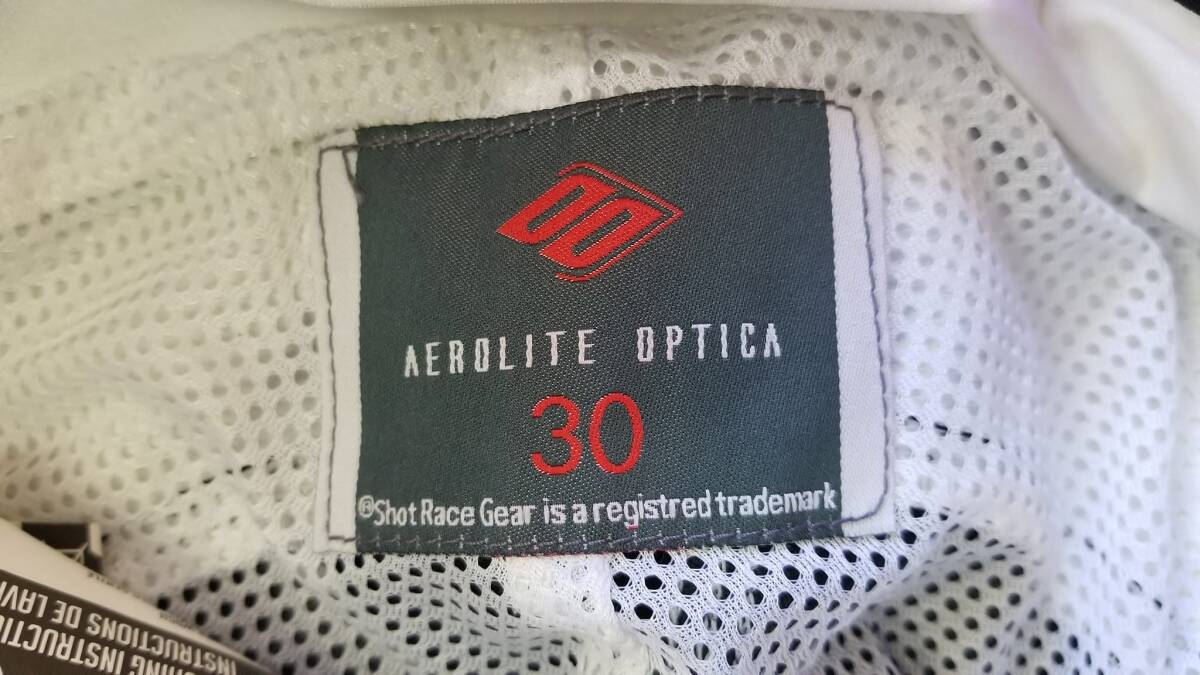 AEROLITE OPTICA
30
®Shot Race Gear is a registred trademark
INSTRUCTIONS DE LAV